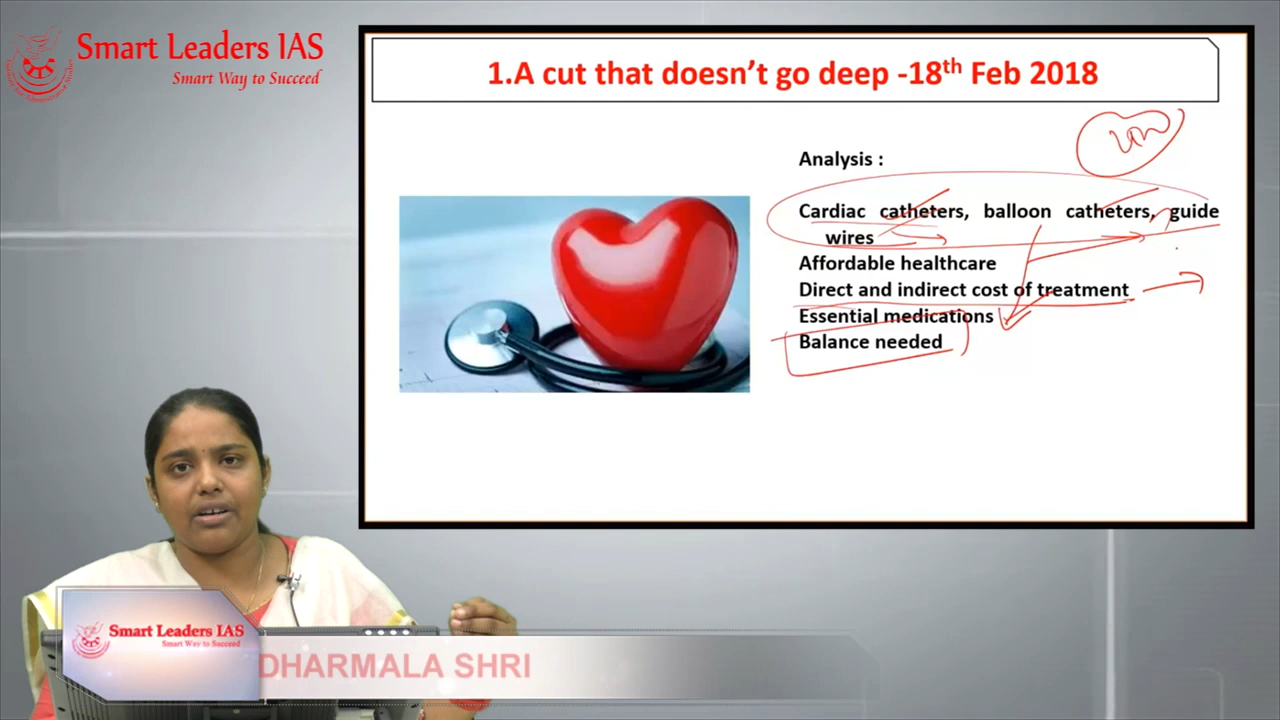 Smart Leaders IAS
Smart Way to Succeed
1.A cut that doesn't go deep -18th Feb 2018
Analysis :
Cardiac catheters, balloon catheters, guide
wires
Affordable healthcare
Direct and indirect cost of treatment
Essential medications
Balance needed
Smart Leaders IAS
Smart Way to Succeed
DHARMALA SHRI